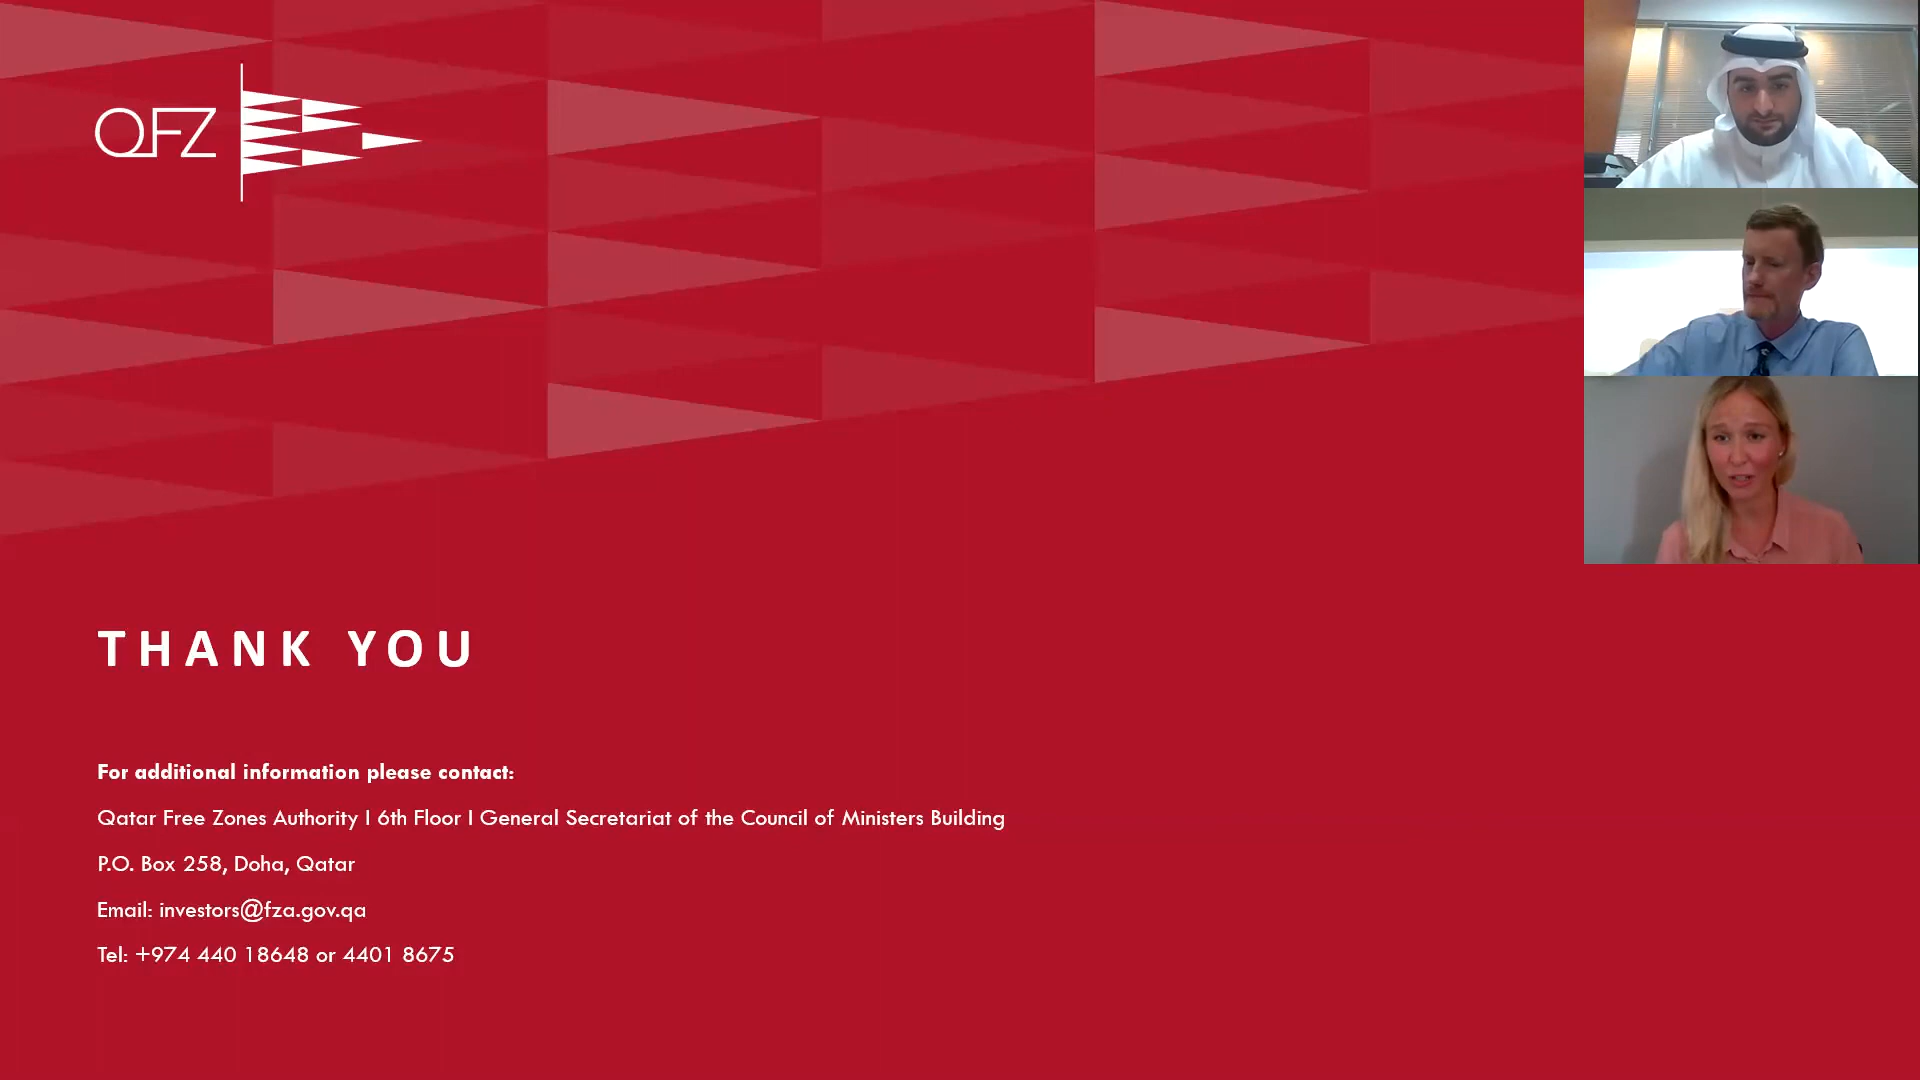 QFZ
THANK YOU
For additional information please contact:
Qatar Free Zones Authority I 6th Floor I General Secretariat of the Council of Ministers Building
P.O. Box 258, Doha, Qatar
Email: investors@fza.gov.qa
Tel: +974 440 18648 or 4401 8675